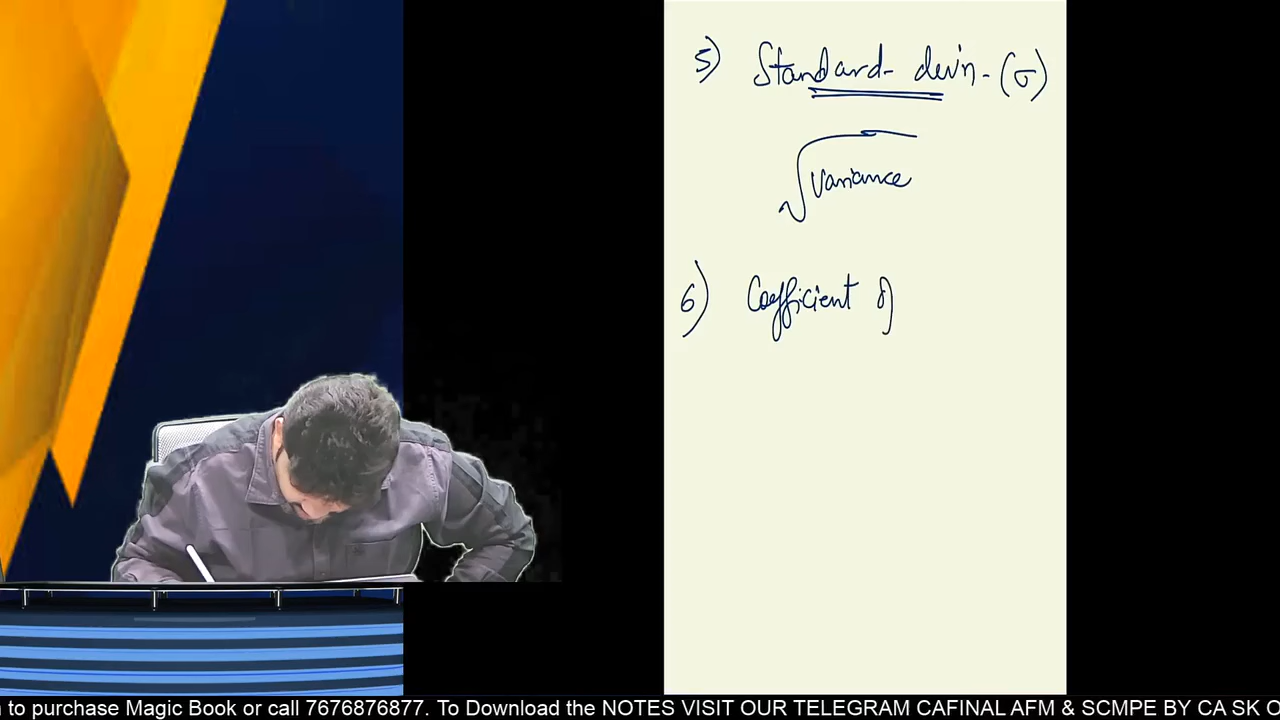 5) Standard- devin - (σ)
√variance
6) Coefficient of
to purchase Magic Book or call 7676876877. To Download the NOTES VISIT OUR TELEGRAM CAFINAL AFM & SCMPE BY CA SK